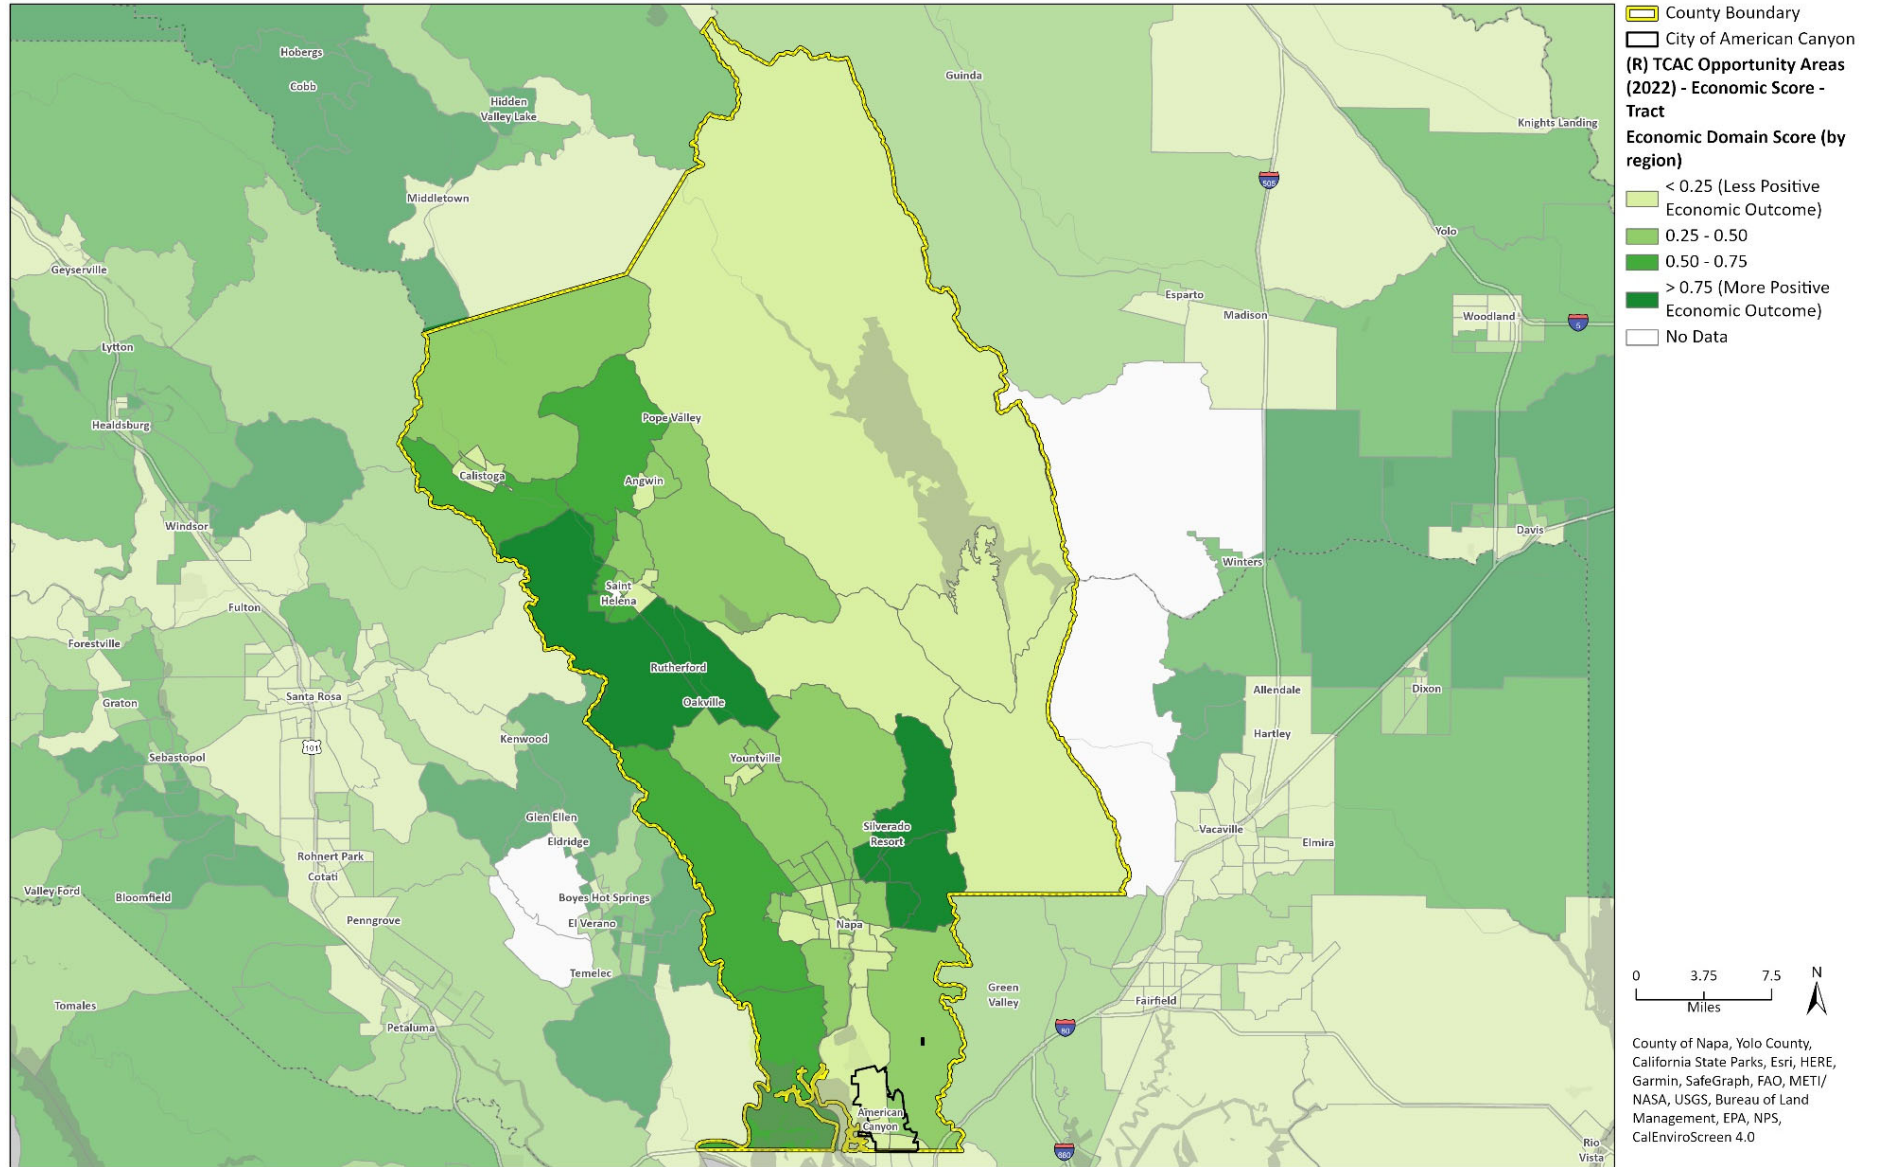 County Boundary
City of American Canyon
(R) TCAC Opportunity Areas
(2022) - Economic Score -
Tract
Economic Domain Score (by
region)
< 0.25 (Less Positive
Economic Outcome)
0.25 - 0.50
0.50 - 0.75
> 0.75 (More Positive
Economic Outcome)
No Data
Hobergs
Cobb
Hidden
Valley Lake
Guinda
Knights Landing
505
Middletown
Yolo
Geyserville
Esparto
Madison
Woodland
5
Lytton
Healdsburg
Pope Valley
Calistoga
Angwin
Windsor
Davis
Winters
Saint
Helena
Fulton
Forestville
Rutherford
Santa Rosa
Oakville
Graton
Allendale
Dixon
Hartley
101
Kenwood
Sebastopol
Yountville
Glen Ellen
Eldridge
Silverado
Resort
Vacaville
Elmira
Rohnert Park
Cotati
Valley Ford
Bloomfield
Boyes Hot Springs
El Verano
Penngrove
Napa
Temelec
Tomales
Petaluma
Green
Valley
Fairfield
80
American
Canyon
680
Rio
Vista
0 3.75 7.5
Miles
N
County of Napa, Yolo County,
California State Parks, Esri, HERE,
Garmin, SafeGraph, FAO, METI/
NASA, USGS, Bureau of Land
Management, EPA, NPS,
CalEnviroScreen 4.0